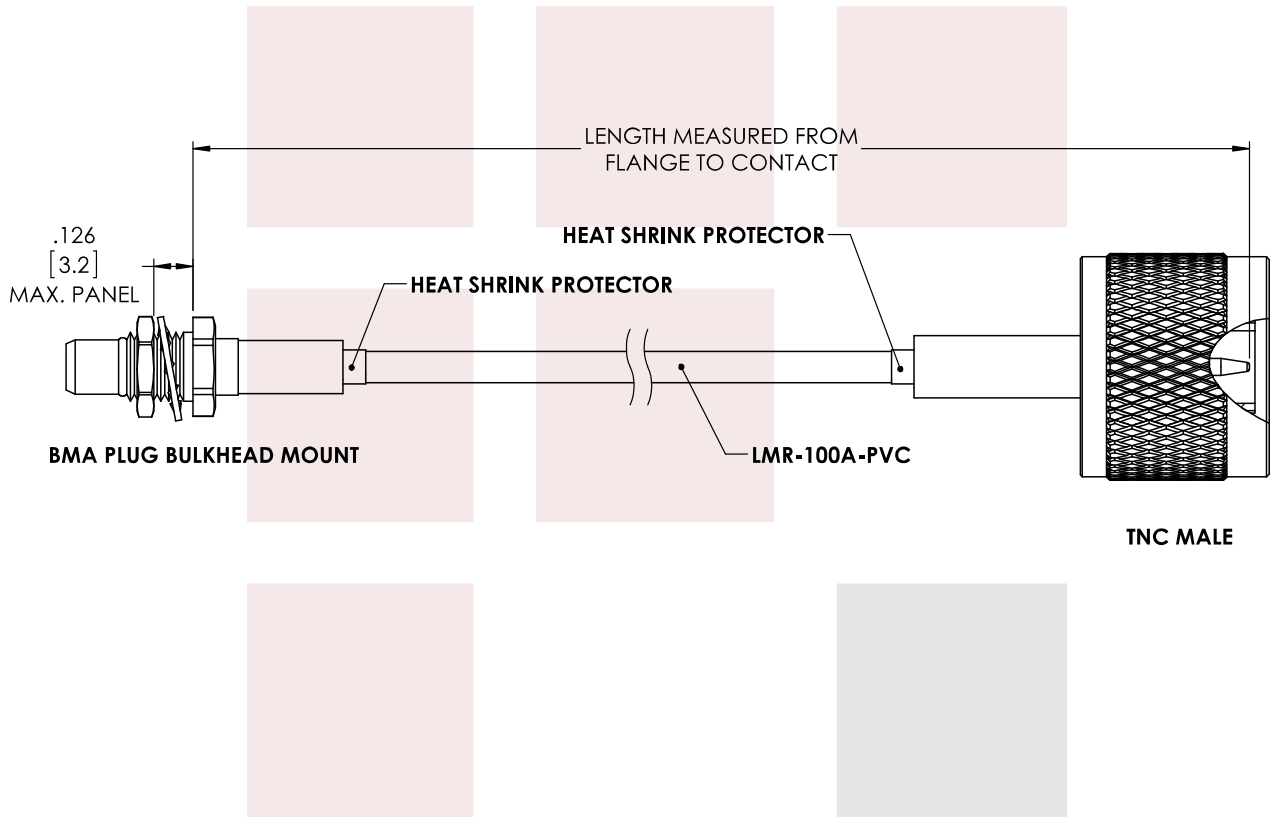 LENGTH MEASURED FROM
FLANGE TO CONTACT
.126
[3.2]
MAX. PANEL
HEAT SHRINK PROTECTOR
HEAT SHRINK PROTECTOR
BMA PLUG BULKHEAD MOUNT
LMR-100A-PVC
TNC MALE